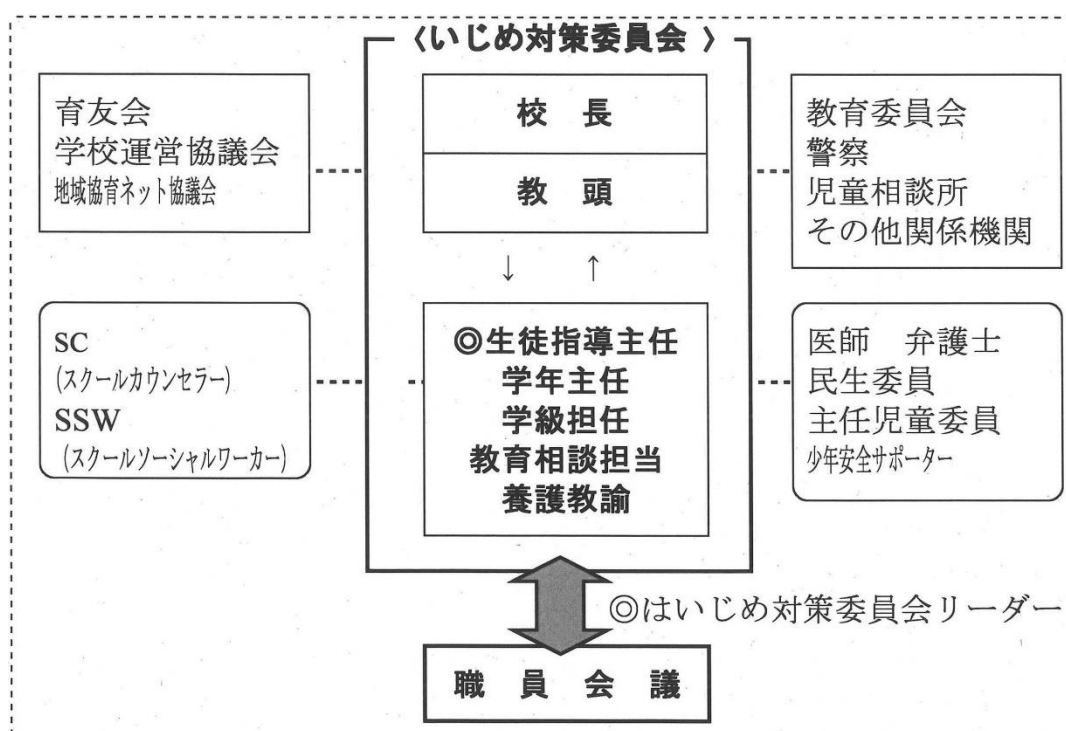 〈いじめ対策委員会 〉
育友会
学校運営協議会
地域協育ネット協議会
校 長
教 頭
教育委員会
警察
児童相談所
その他関係機関
↓ ↑
SC
(スクールカウンセラー)
SSW
(スクールソーシャルワーカー)
◎生徒指導主任
学年主任
学級担任
教育相談担当
養護教諭
医師 弁護士
民生委員
主任児童委員
少年安全サポーター
◎はいじめ対策委員会リーダー
職 員 会 議